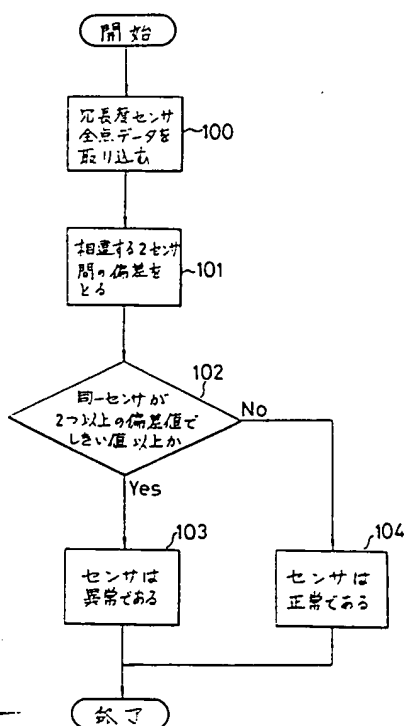 開始
冗長度センサ
全点データを
取り込む
100
相違する2センサ
間の偏差を
とる
101
102
同一センサが
2つ以上の偏差値で
しきい値以上か
No
Yes
103
センサは
異常である
104
センサは
正常である
終了